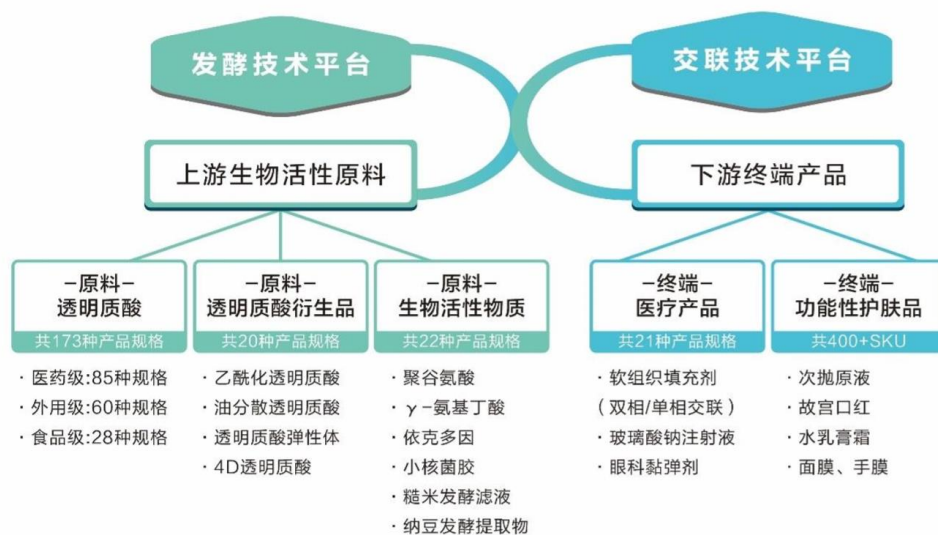 发酵技术平台
交联技术平台
上游生物活性原料
下游终端产品
-原料-
透明质酸
共173种产品规格
· 医药级:85种规格
· 外用级:60种规格
· 食品级:28种规格
-原料-
透明质酸衍生品
共20种产品规格
· 乙酰化透明质酸
· 油分散透明质酸
· 透明质酸弹性体
· 4D透明质酸
-原料-
生物活性物质
共22种产品规格
· 聚谷氨酸
· γ-氨基丁酸
· 依克多因
· 小核菌胶
· 糙米发酵滤液
· 纳豆发酵提取物
-终端-
医疗产品
共21种产品规格
· 软组织填充剂
（双相/单相交联）
· 玻璃酸钠注射液
· 眼科黏弹剂
-终端-
功能性护肤品
共400+SKU
· 次抛原液
· 故宫口红
· 水乳膏霜
· 面膜、手膜